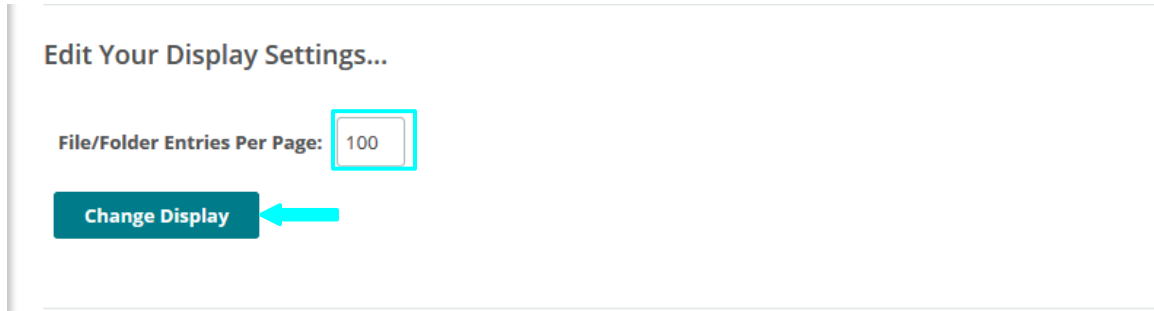 Edit Your Display Settings...
File/Folder Entries Per Page: 100
Change Display